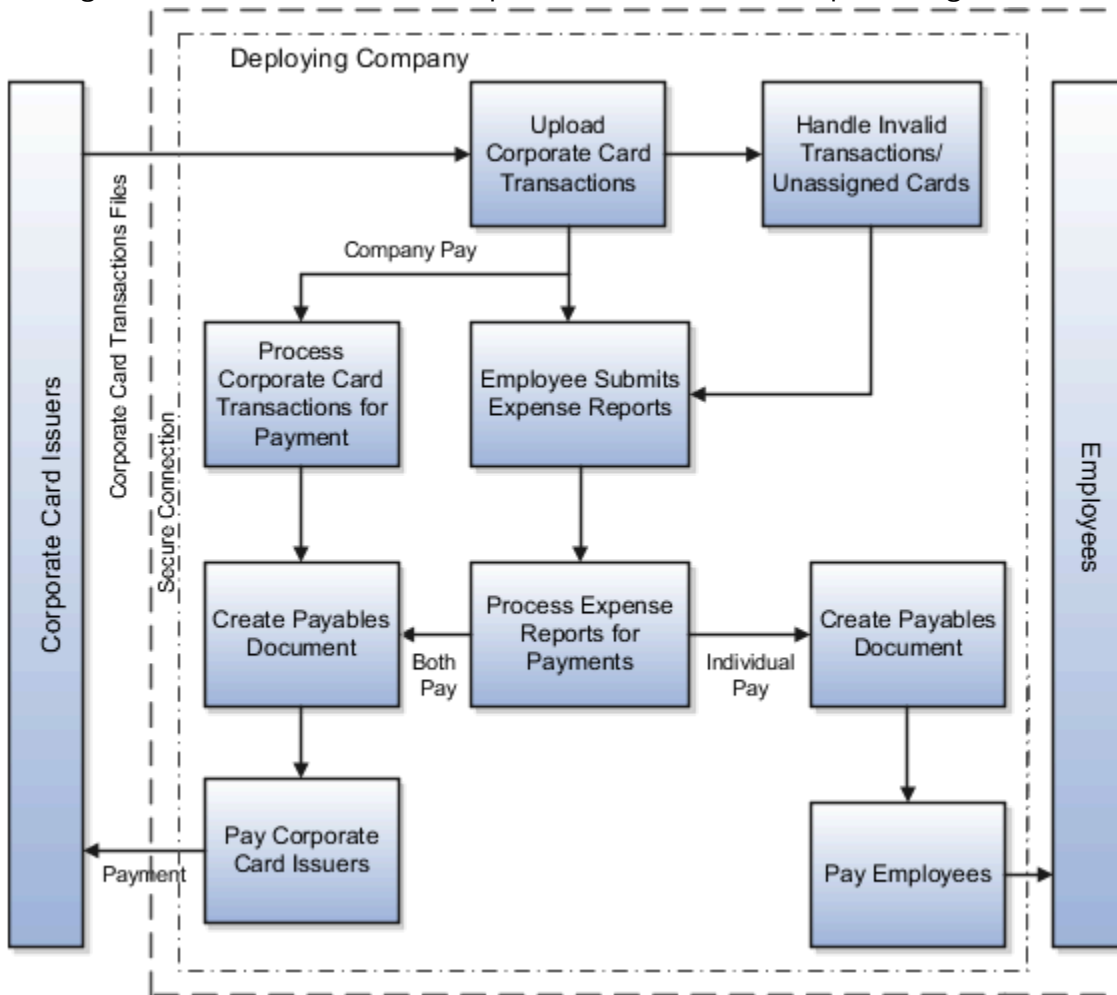 Deploying Company
Upload
Corporate Card
Transactions
Handle Invalid
Transactions/
Unassigned Cards
Corporate Card Issuers
Corporate Card Transactions Files
Secure Connection
Company Pay
Process
Corporate Card
Transactions for
Payment
Employee Submits
Expense Reports
Employees
Create Payables
Document
Both
Pay
Process Expense
Reports for
Payments
Individual
Pay
Create Payables
Document
Pay Corporate
Card Issuers
Payment
Pay Employees